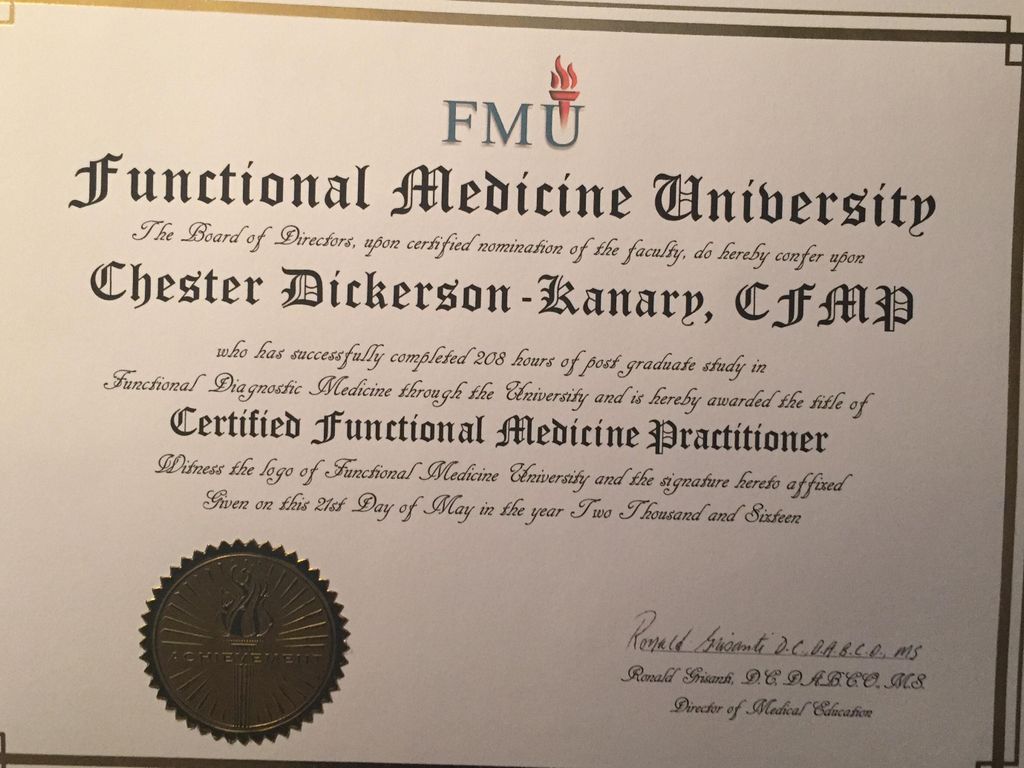 FMU
Functional Medicine University
The Board of Directors, upon certified nomination of the faculty, do hereby confer upon
Chester Dickerson-Kanary, CFMP
who has successfully completed 208 hours of post graduate study in
Functional Diagnostic Medicine through the University and is hereby awarded the title of
Certified Functional Medicine Practitioner
Witness the logo of Functional Medicine University and the signature hereto affixed
Given on this 21st Day of May in the year Two Thousand and Sixteen
ACHIEVEMENT
Ronald Grisanti D.C., D.A.B.C.O., MS
Ronald Grisanti, D.C. D.A.B.C.O. M.S.
Director of Medical Education